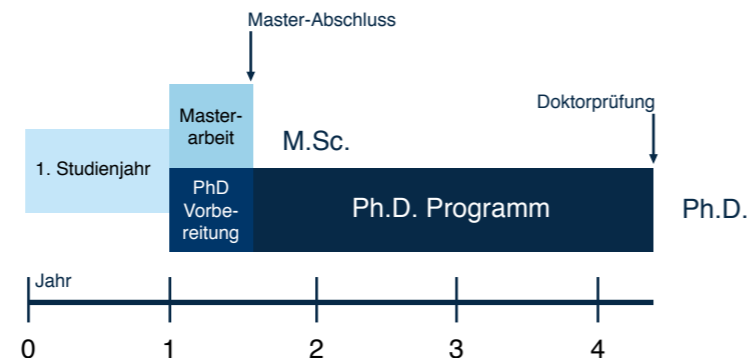 Master-Abschluss
Doktorprüfung
Master-
arbeit
M.Sc.
1. Studienjahr
PhD
Vorbe-
reitung
Ph.D. Programm
Ph.D.
Jahr
0 1 2 3 4